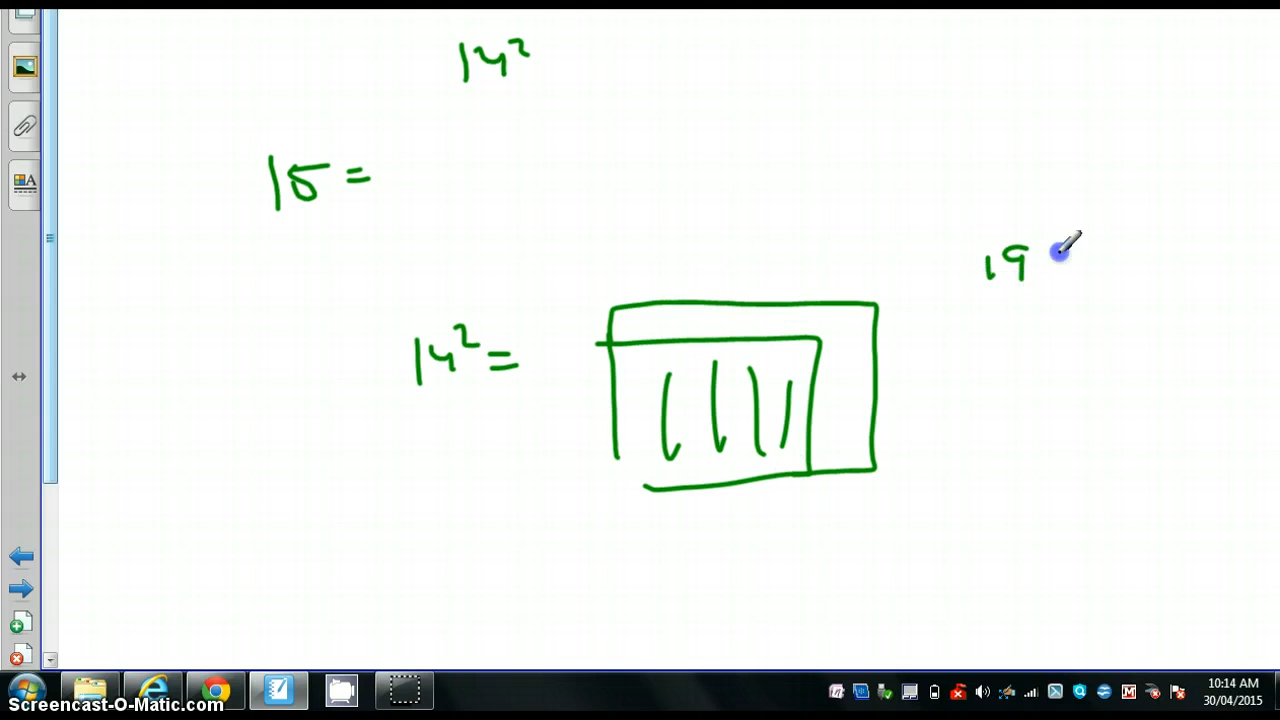 14²
15=
19
14²=
10:14 AM
30/04/2015
Screencast-O-Matic.com